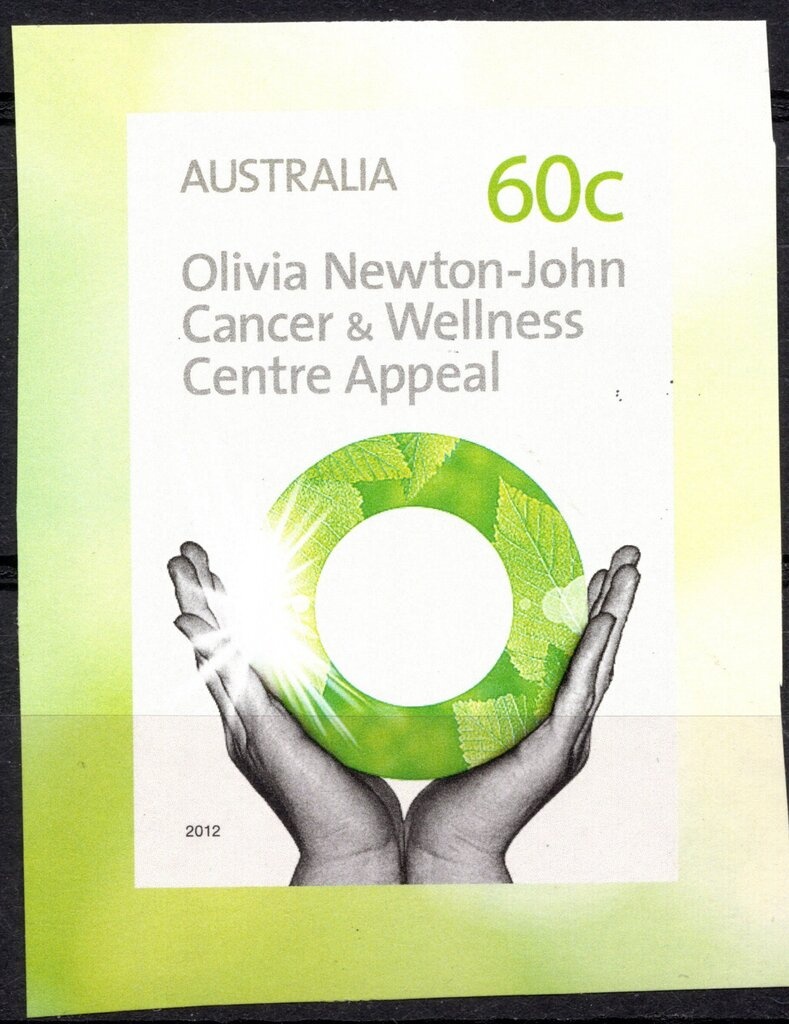 AUSTRALIA 60c
Olivia Newton-John
Cancer & Wellness
Centre Appeal
2012